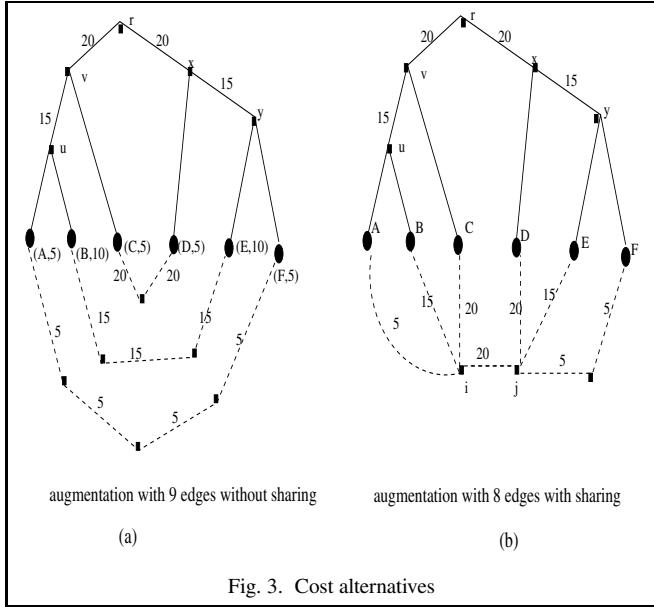 r
20 20
v x
15 15
y
u
(A,5) (B,10) (C,5) (D,5) (E,10) (F,5)
20 20
15 15
5 15 5
5 5
augmentation with 9 edges without sharing
(a)
r
20 20
v x
15 15
y
u
A B C D E F
5 15 20 20 15 5
20 5
i j
augmentation with 8 edges with sharing
(b)
Fig. 3. Cost alternatives